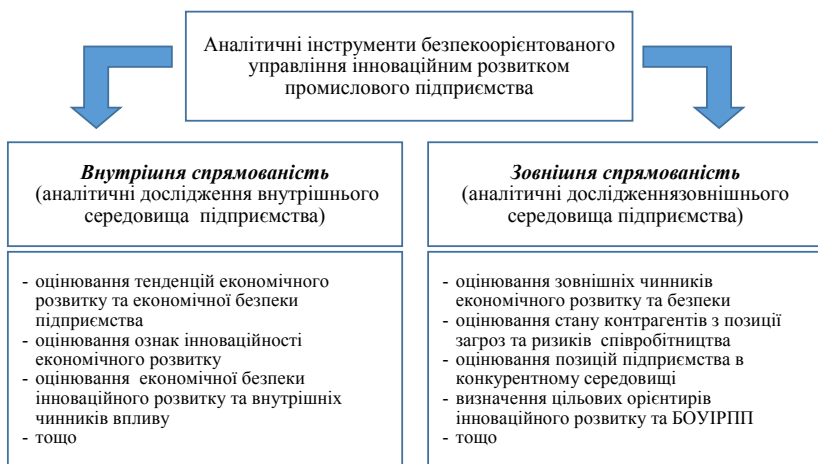 Аналітичні інструменти безпекоорієнтованого
управління інноваційним розвитком
промислового підприємства
Внутрішня спрямованість
(аналітичні дослідження внутрішнього
середовища підприємства)
- оцінювання тенденцій економічного
розвитку та економічної безпеки
підприємства
- оцінювання ознак інноваційності
економічного розвитку
- оцінювання економічної безпеки
інноваційного розвитку та внутрішніх
чинників впливу
- тощо
Зовнішня спрямованість
(аналітичні дослідженнязовнішнього
середовища підприємства)
- оцінювання зовнішніх чинників
економічного розвитку та безпеки
- оцінювання стану контрагентів з позиції
загроз та ризиків співробітництва
- оцінювання позицій підприємства в
конкурентному середовищі
- визначення цільових орієнтирів
інноваційного розвитку та БОУІРПП
- тощо